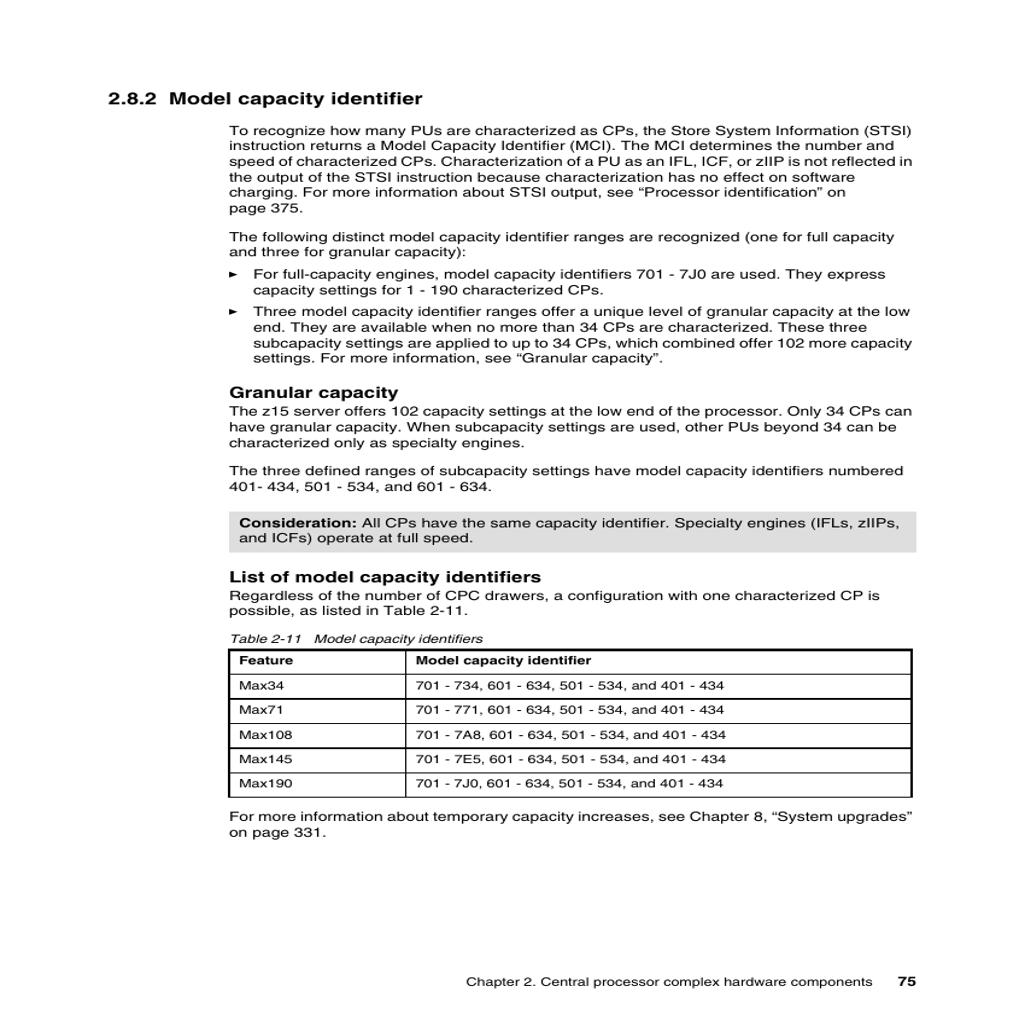 2.8.2 Model capacity identifier
To recognize how many PUs are characterized as CPs, the Store System Information (STSI)
instruction returns a Model Capacity Identifier (MCI). The MCI determines the number and
speed of characterized CPs. Characterization of a PU as an IFL, ICF, or zIIP is not reflected in
the output of the STSI instruction because characterization has no effect on software
charging. For more information about STSI output, see “Processor identification” on
page 375.
The following distinct model capacity identifier ranges are recognized (one for full capacity
and three for granular capacity):
► For full-capacity engines, model capacity identifiers 701 - 7J0 are used. They express
capacity settings for 1 - 190 characterized CPs.
► Three model capacity identifier ranges offer a unique level of granular capacity at the low
end. They are available when no more than 34 CPs are characterized. These three
subcapacity settings are applied to up to 34 CPs, which combined offer 102 more capacity
settings. For more information, see “Granular capacity”.
Granular capacity
The z15 server offers 102 capacity settings at the low end of the processor. Only 34 CPs can
have granular capacity. When subcapacity settings are used, other PUs beyond 34 can be
characterized only as specialty engines.
The three defined ranges of subcapacity settings have model capacity identifiers numbered
401- 434, 501 - 534, and 601 - 634.
Consideration: All CPs have the same capacity identifier. Specialty engines (IFLs, zIIPs,
and ICFs) operate at full speed.
List of model capacity identifiers
Regardless of the number of CPC drawers, a configuration with one characterized CP is
possible, as listed in Table 2-11.
Table 2-11 Model capacity identifiers
Feature Model capacity identifier
Max34 701 - 734, 601 - 634, 501 - 534, and 401 - 434
Max71 701 - 771, 601 - 634, 501 - 534, and 401 - 434
Max108 701 - 7A8, 601 - 634, 501 - 534, and 401 - 434
Max145 701 - 7E5, 601 - 634, 501 - 534, and 401 - 434
Max190 701 - 7J0, 601 - 634, 501 - 534, and 401 - 434
For more information about temporary capacity increases, see Chapter 8, “System upgrades”
on page 331.
Chapter 2. Central processor complex hardware components 75